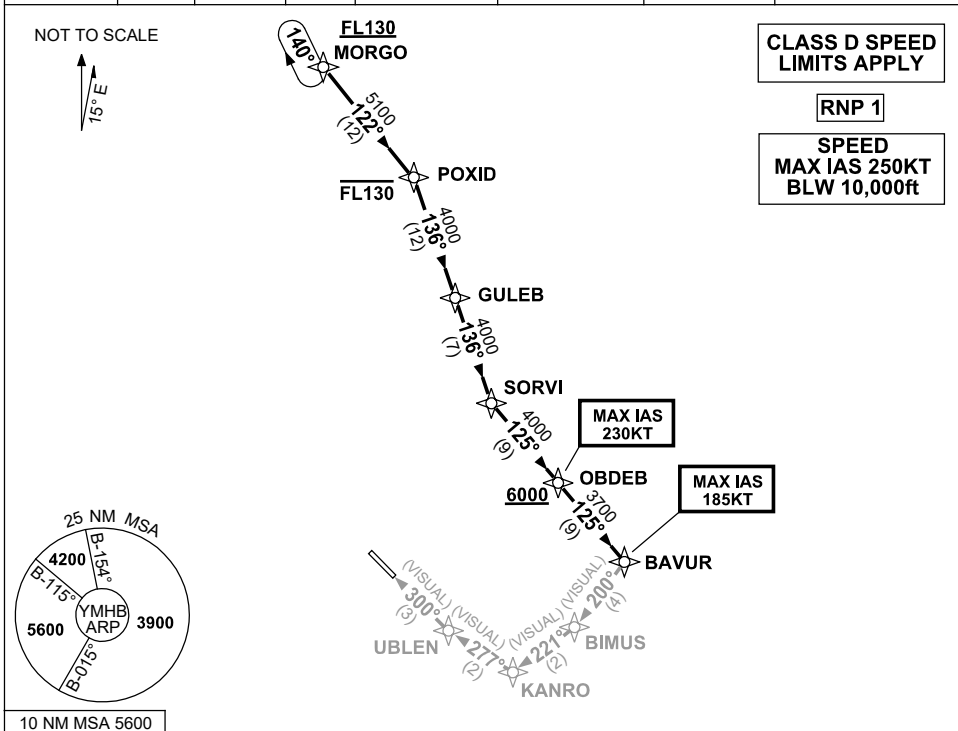 NOT TO SCALE
15° E
FL130
MORGO
140°
CLASS D SPEED
LIMITS APPLY
RNP 1
SPEED
MAX IAS 250KT
BLW 10,000ft
5100
122°
(12)
POXID
FL130
4000
136°
(12)
GULEB
4000
136°
(7)
SORVI
4000
125°
(9)
MAX IAS
230KT
OBDEB
6000
MAX IAS
185KT
3700
125°
(9)
BAVUR
(VISUAL)
200°
(4)
BIMUS
(VISUAL)
221°
(2)
KANRO
(VISUAL)
277°
(2)
UBLEN
(VISUAL)
300°
(3)
25 NM MSA
4200
B-154°
B-115°
YMHB
ARP
5600
3900
B-015°
10 NM MSA 5600